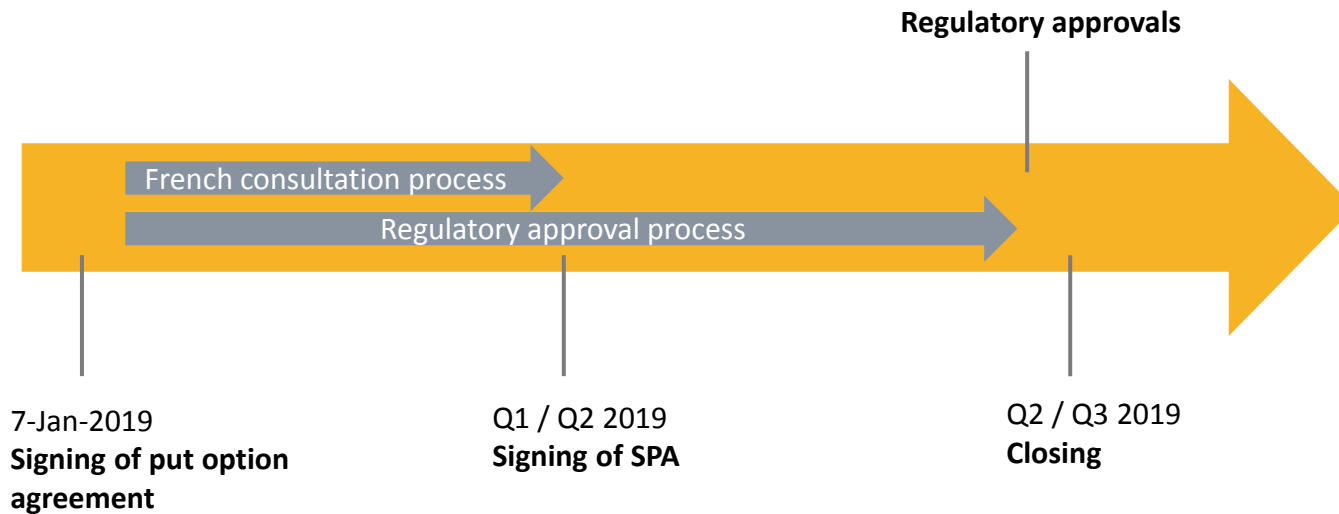 Regulatory approvals
French consultation process
Regulatory approval process
7-Jan-2019
Signing of put option
agreement
Q1 / Q2 2019
Signing of SPA
Q2 / Q3 2019
Closing